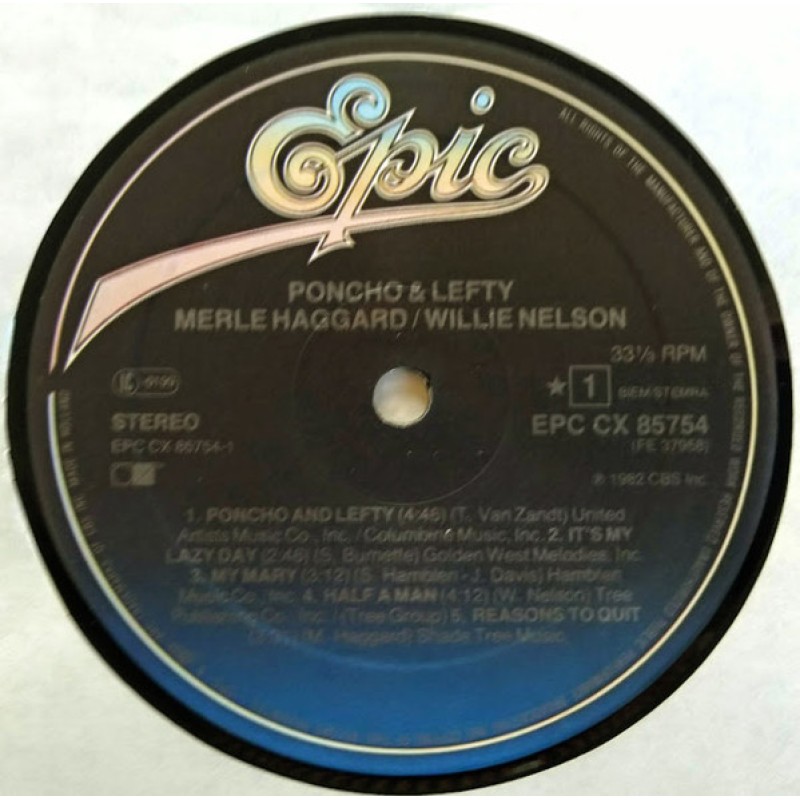 Epic
PONCHO & LEFTY
MERLE HAGGARD / WILLIE NELSON
33⅓ RPM
★ 1 BIEM/STEMRA
STEREO
EPC CX 85754
EPC CX 85754-1
(FE 37958)
℗ 1982 CBS Inc.
1. PONCHO AND LEFTY (4:46) (T. Van Zandt) United
Artists Music Co., Inc. / Columbine Music, Inc. 2. IT'S MY
LAZY DAY (2:46) (S. Burnette) Golden West Melodies, Inc.
3. MY MARY (3:12) (S. Hamblen - J. Davis) Hamblen
Music Co., Inc. 4. HALF A MAN (4:12) (W. Nelson) Tree
Publishing Co., Inc. / (Tree Group) 5. REASONS TO QUIT
(M. Haggard) Shade Tree Music.
ALL RIGHTS OF THE MANUFACTURER AND OF THE OWNER OF THE RECORDED WORK RESERVED